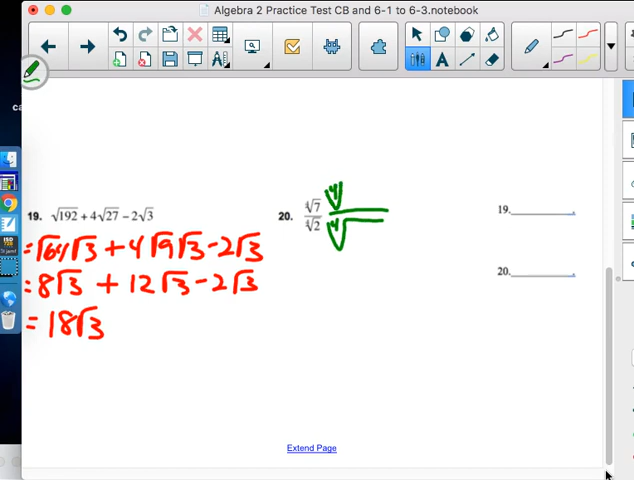 Algebra 2 Practice Test CB and 6-1 to 6-3.notebook
19. √192 + 4√27 − 2√3
= √64√3 + 4√9√3 − 2√3
= 8√3 + 12√3 − 2√3
= 18√3
20. ∜7 / ∜2 ∜ / ∜
19.____________.
20.____________.
Extend Page